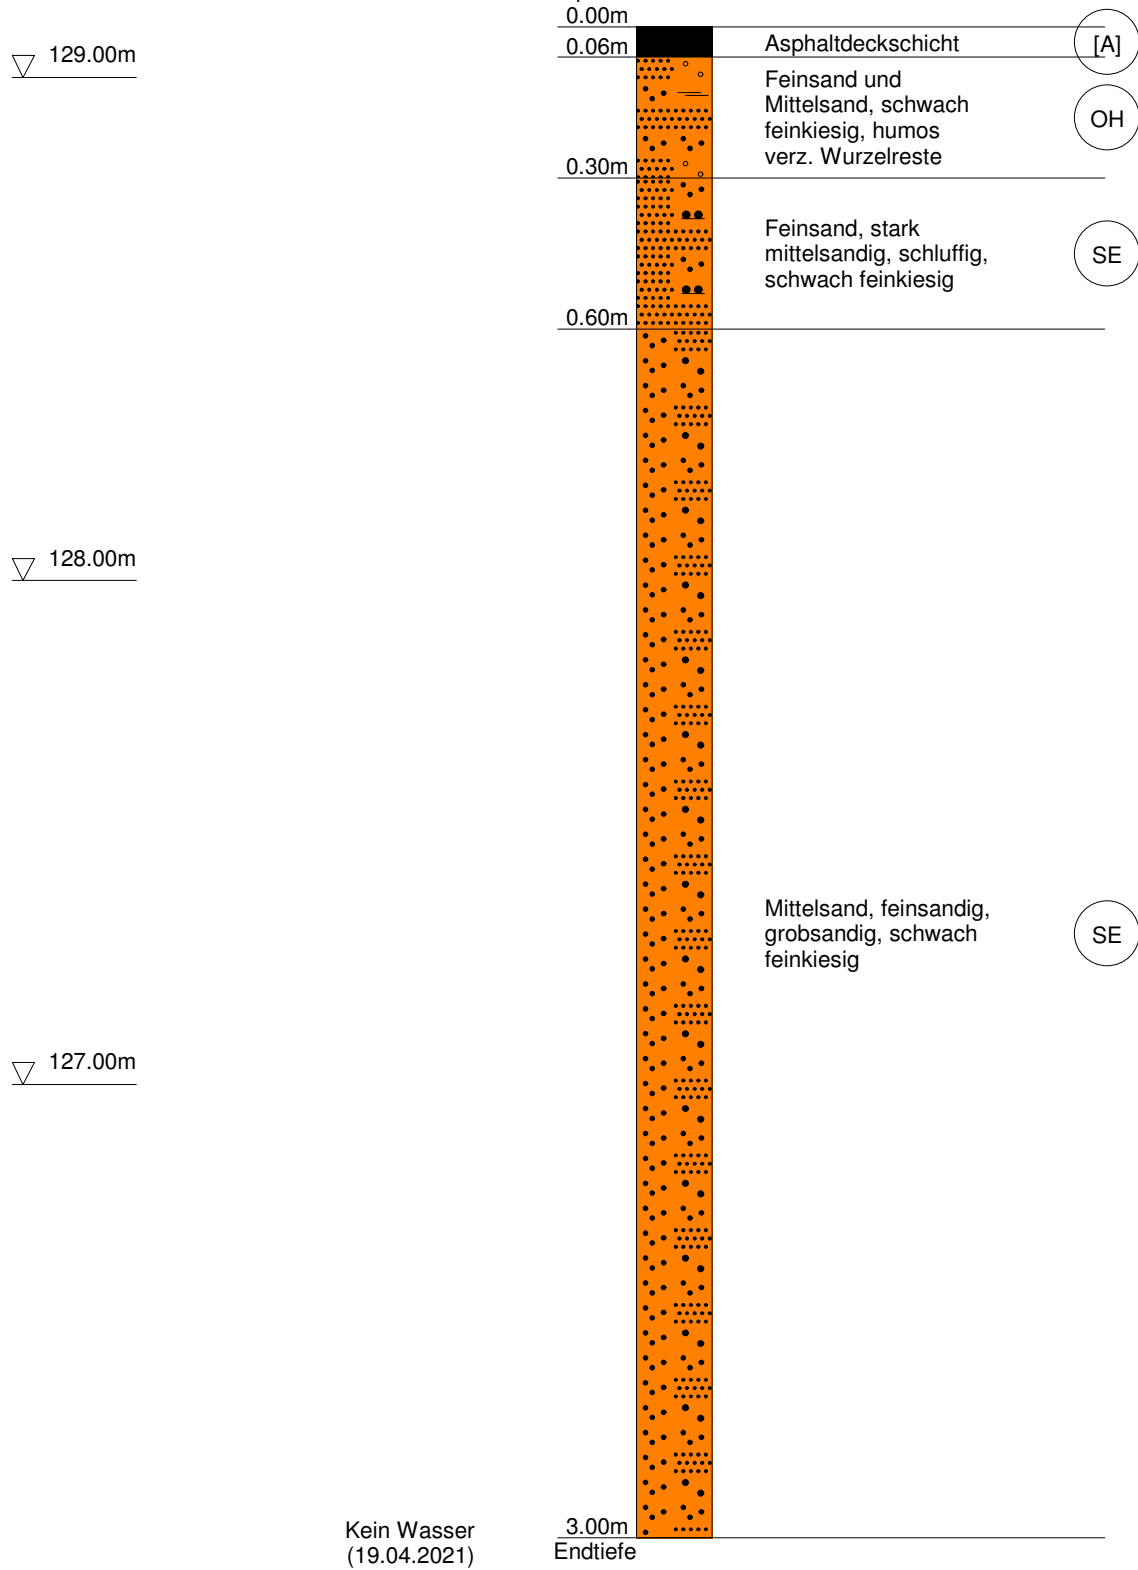 0.00m
129.00m
0.06m
Asphaltdeckschicht
[A]
Feinsand und
Mittelsand, schwach
feinkiesig, humos
verz. Wurzelreste
OH
0.30m
Feinsand, stark
mittelsandig, schluffig,
schwach feinkiesig
SE
0.60m
128.00m
Mittelsand, feinsandig,
grobsandig, schwach
feinkiesig
SE
127.00m
3.00m
Endtiefe
Kein Wasser
(19.04.2021)